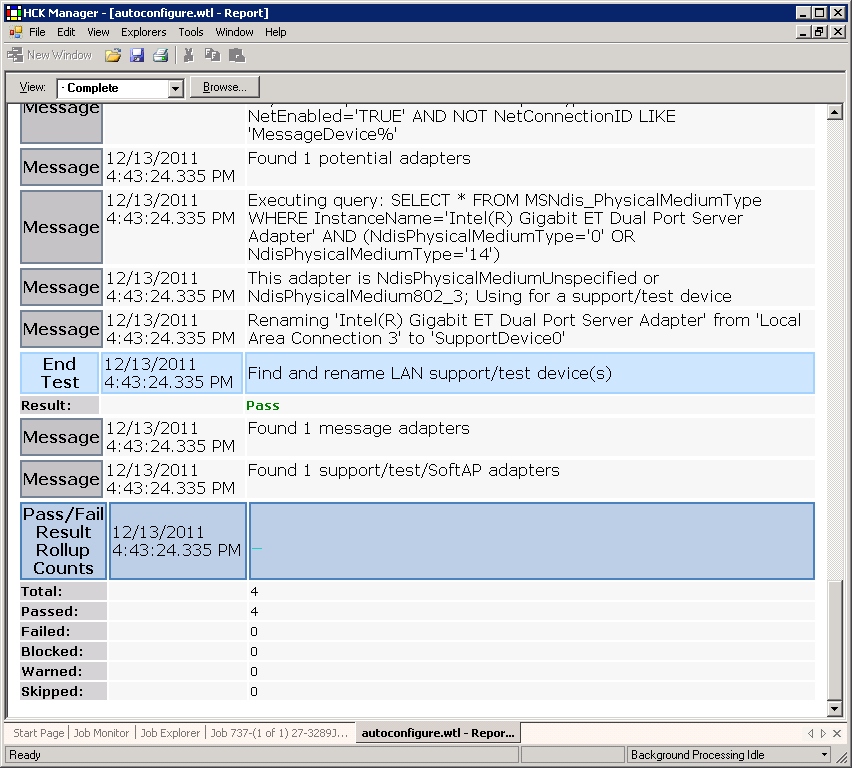 HCK Manager - [autoconfigure.wtl - Report]
File Edit View Explorers Tools Window Help
New Window
View: · Complete Browse...
Message
NetEnabled='TRUE' AND NOT NetConnectionID LIKE
'MessageDevice%'
Message 12/13/2011 Found 1 potential adapters
4:43:24.335 PM
12/13/2011 Executing query: SELECT * FROM MSNdis_PhysicalMediumType
4:43:24.335 PM WHERE InstanceName='Intel(R) Gigabit ET Dual Port Server
Message Adapter' AND (NdisPhysicalMediumType='0' OR
NdisPhysicalMediumType='14')
Message 12/13/2011 This adapter is NdisPhysicalMediumUnspecified or
4:43:24.335 PM NdisPhysicalMedium802_3; Using for a support/test device
Message 12/13/2011 Renaming 'Intel(R) Gigabit ET Dual Port Server Adapter' from 'Local
4:43:24.335 PM Area Connection 3' to 'SupportDevice0'
End 12/13/2011 Find and rename LAN support/test device(s)
Test 4:43:24.335 PM
Result: Pass
Message 12/13/2011 Found 1 message adapters
4:43:24.335 PM
Message 12/13/2011 Found 1 support/test/SoftAP adapters
4:43:24.335 PM
Pass/Fail
Result 12/13/2011
Rollup 4:43:24.335 PM
Counts
Total: 4
Passed: 4
Failed: 0
Blocked: 0
Warned: 0
Skipped: 0
Start Page Job Monitor Job Explorer Job 737-(1 of 1) 27-3289J... autoconfigure.wtl - Repor...
Ready Background Processing Idle